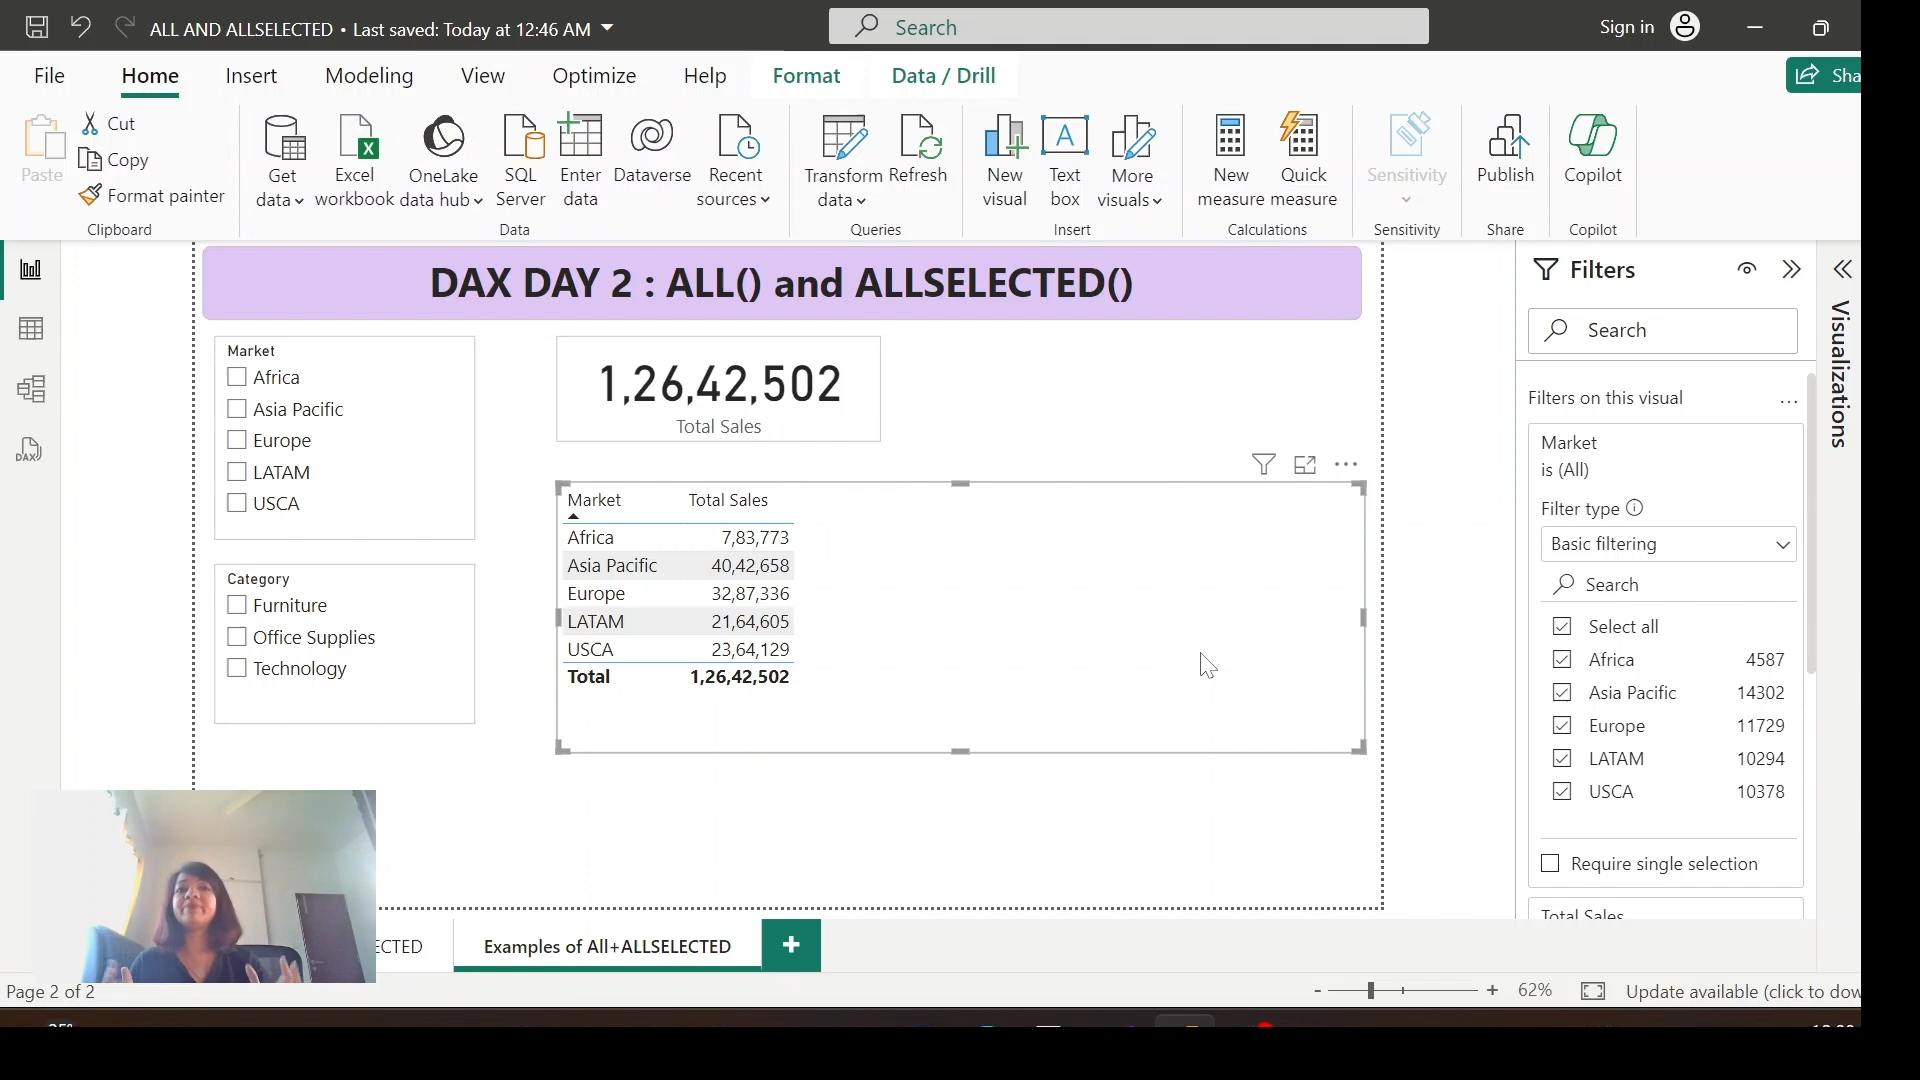 ALL AND ALLSELECTED • Last saved: Today at 12:46 AM
Search
Sign in
File
Home
Insert
Modeling
View
Optimize
Help
Format
Data / Drill
Sha
Paste
Cut
Copy
Format painter
Clipboard
Get data
Excel workbook
OneLake data hub
SQL Server
Enter data
Dataverse
Recent sources
Data
Transform data
Refresh
Queries
New visual
Text box
More visuals
Insert
New measure
Quick measure
Calculations
Sensitivity
Sensitivity
Publish
Share
Copilot
Copilot
DAX
DAX DAY 2 : ALL() and ALLSELECTED()
Market
Africa
Asia Pacific
Europe
LATAM
USCA
Category
Furniture
Office Supplies
Technology
1,26,42,502
Total Sales
Market Total Sales
Africa 7,83,773
Asia Pacific 40,42,658
Europe 32,87,336
LATAM 21,64,605
USCA 23,64,129
Total 1,26,42,502
Filters
Search
Filters on this visual ...
Market
is (All)
Filter type
Basic filtering
Search
Select all
Africa 4587
Asia Pacific 14302
Europe 11729
LATAM 10294
USCA 10378
Require single selection
Total Sales
Visualizations
ECTED
Examples of All+ALLSELECTED
+
Page 2 of 2
- + 62%
Update available (click to dow